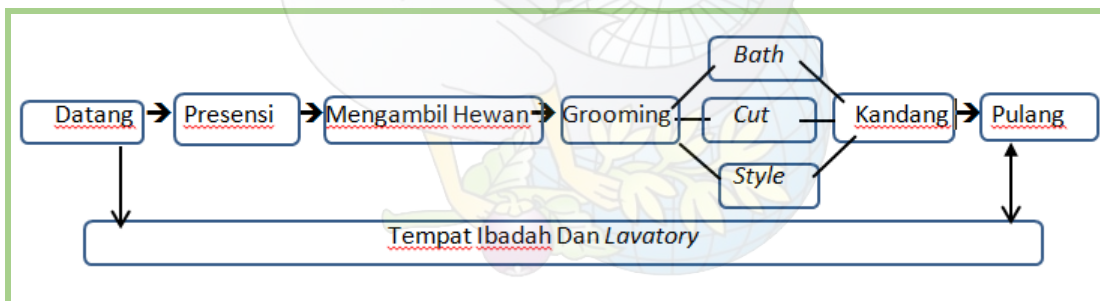 Bath
Datang Presensi Mengambil Hewan Grooming Cut Kandang Pulang
Style
Tempat Ibadah Dan Lavatory